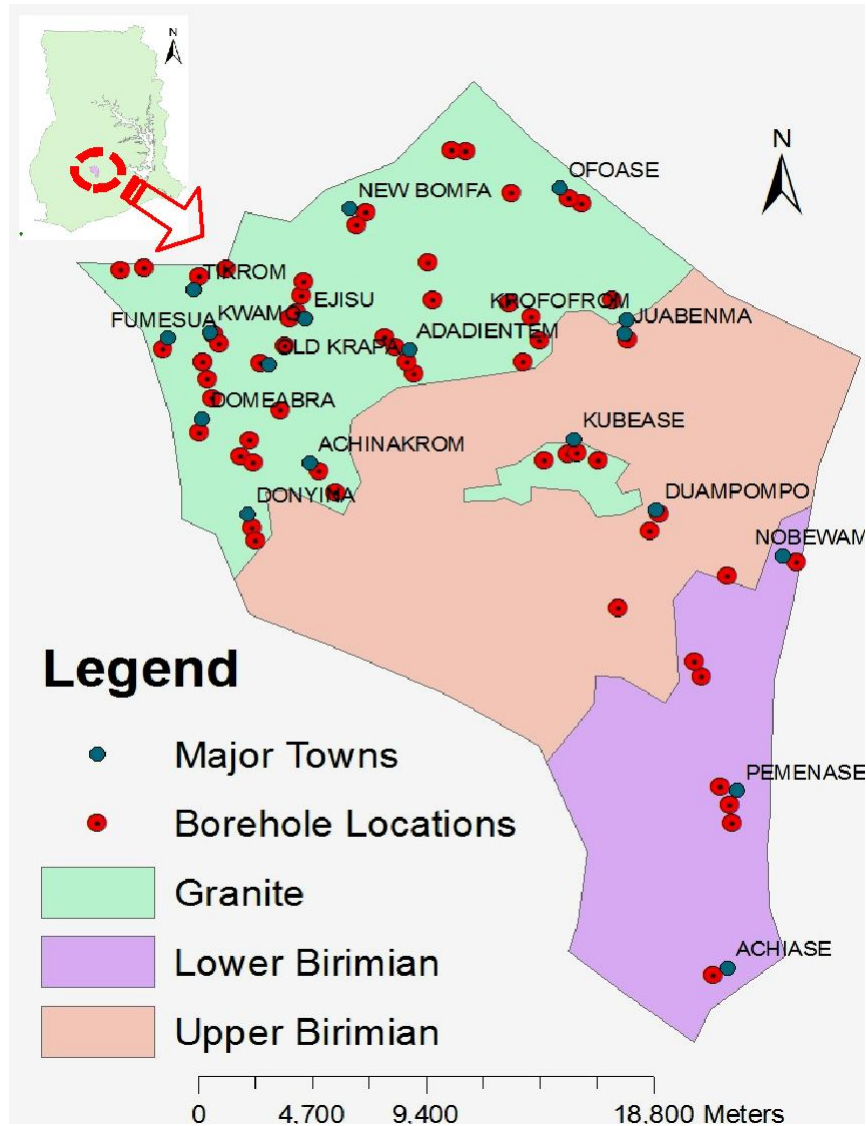 N
N
OFOASE
NEW BOMFA
TIKROM
EJISU
KROFOFROM
FUMESUA
KWAMO
JUABENMA
ADADIENTEM
OLD KRAPA
DOMEABRA
KUBEASE
ACHINAKROM
DONYINA
DUAMPOMPO
NOBEWAM
Legend
Major Towns
PEMENASE
Borehole Locations
Granite
Lower Birimian
ACHIASE
Upper Birimian
0 4,700 9,400 18,800 Meters